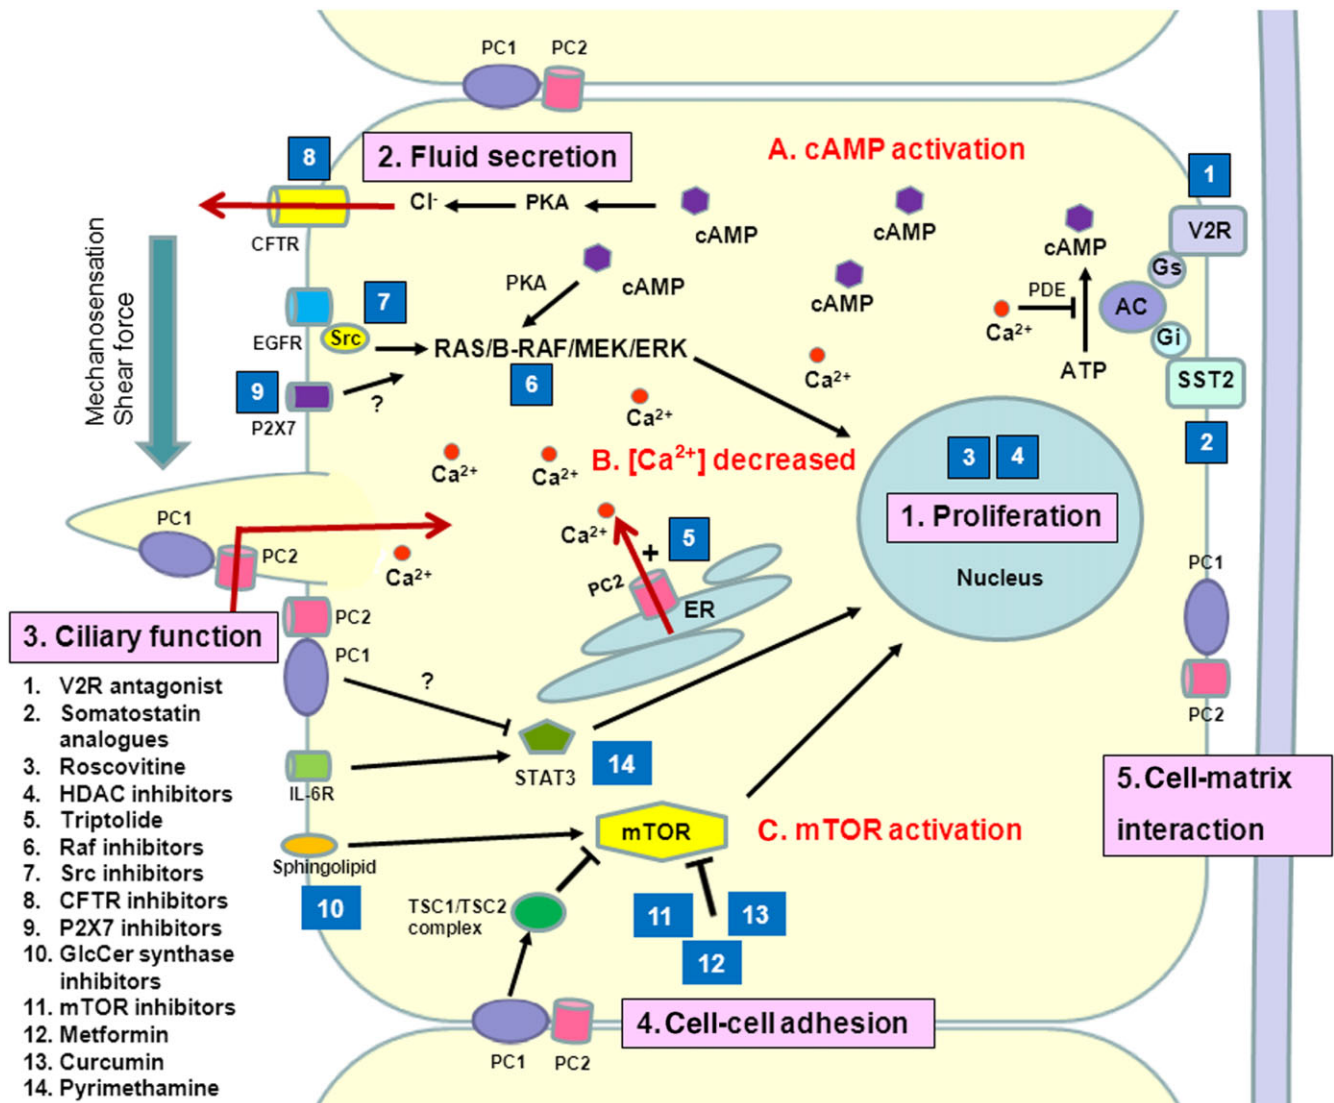 PC1
PC2
8
2. Fluid secretion
A. cAMP activation
1
Cl-
PKA
cAMP
cAMP
cAMP
V2R
CFTR
Gs
Mechanosensation
Shear force
PKA
cAMP
cAMP
PDE
AC
7
Ca2+
EGFR
Src
RAS/B-RAF/MEK/ERK
Gi
ATP
SST2
9
?
6
Ca2+
P2X7
Ca2+
2
Ca2+
Ca2+
B. [Ca2+] decreased
3
4
1. Proliferation
Nucleus
PC1
PC2
Ca2+
Ca2+
+
5
PC2
ER
PC1
PC2
3. Ciliary function
PC2
PC1
?
STAT3
14
IL-6R
mTOR
C. mTOR activation
Sphingolipid
10
TSC1/TSC2
complex
11
13
12
5. Cell-matrix
interaction
PC1
PC2
4. Cell-cell adhesion
1. V2R antagonist
2. Somatostatin
analogues
3. Roscovitine
4. HDAC inhibitors
5. Triptolide
6. Raf inhibitors
7. Src inhibitors
8. CFTR inhibitors
9. P2X7 inhibitors
10. GlcCer synthase
inhibitors
11. mTOR inhibitors
12. Metformin
13. Curcumin
14. Pyrimethamine